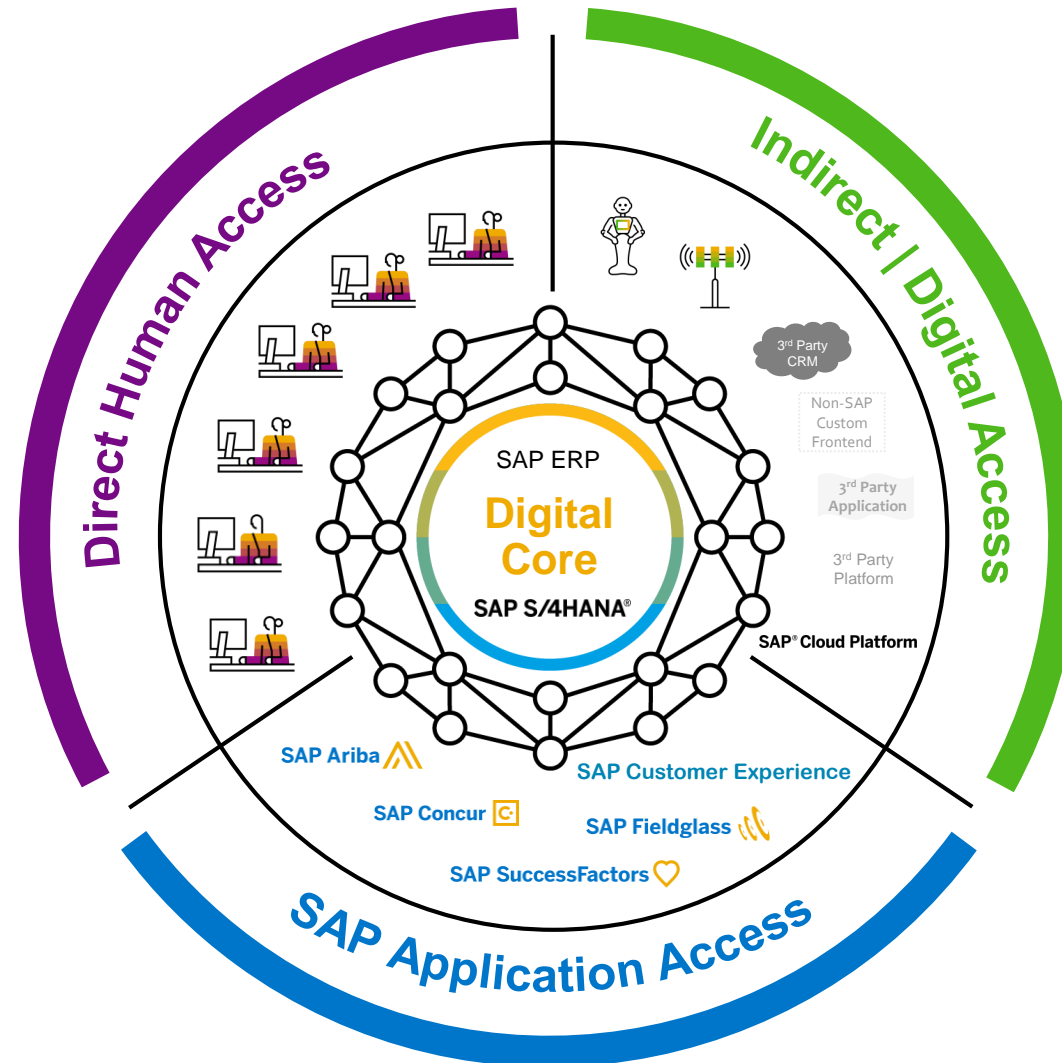 Direct Human Access
Indirect | Digital Access
3rd Party
CRM
Non-SAP
Custom
Frontend
3rd Party
Application
3rd Party
Platform
SAP® Cloud Platform
SAP ERP
Digital
Core
SAP S/4HANA®
SAP Ariba
SAP Customer Experience
SAP Concur
SAP Fieldglass
SAP SuccessFactors
SAP Application Access